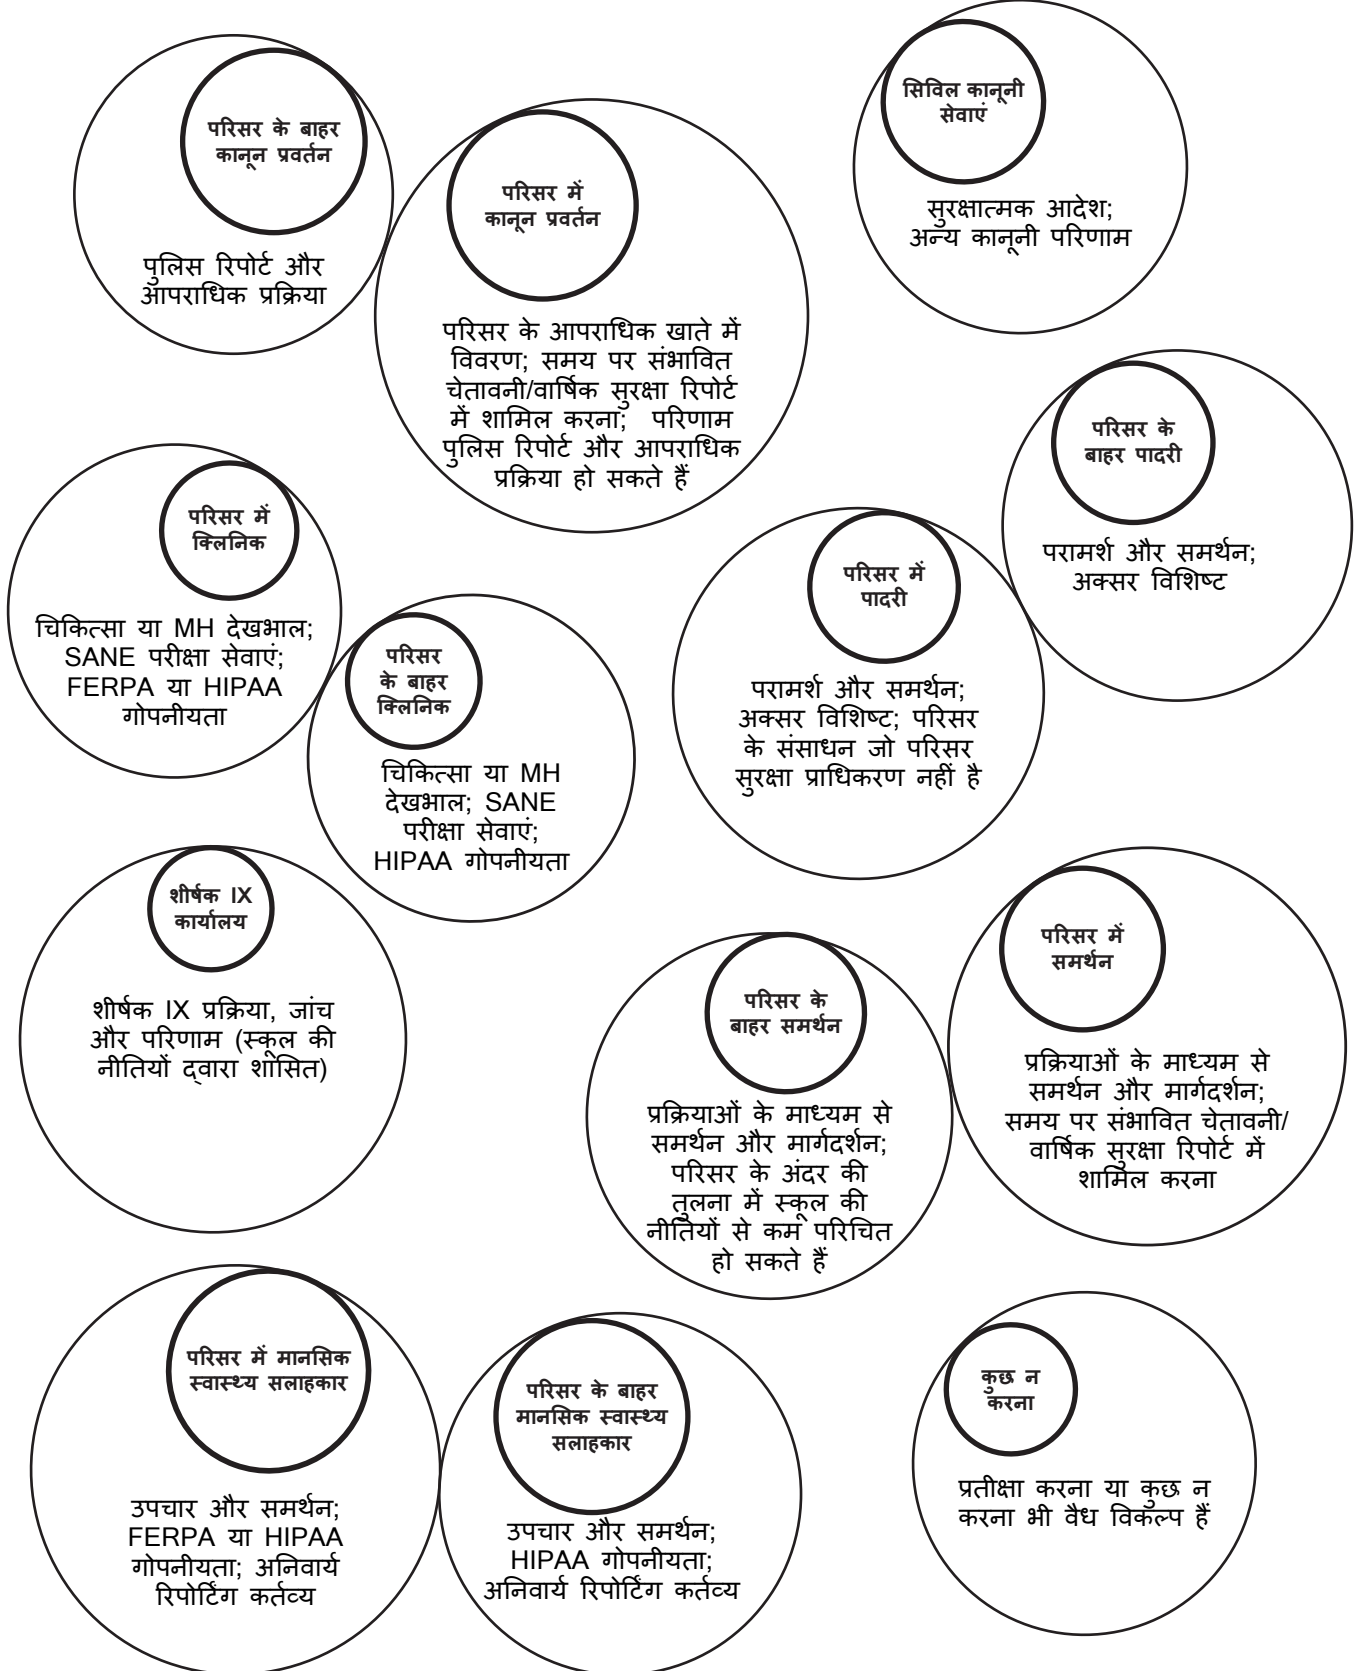 परिसर के बाहर
कानून प्रवर्तन
पुलिस रिपोर्ट और
आपराधिक प्रक्रिया
परिसर में
कानून प्रवर्तन
परिसर के आपराधिक खाते में
विवरण; समय पर संभावित
चेतावनी/वार्षिक सुरक्षा रिपोर्ट
में शामिल करना; परिणाम
पुलिस रिपोर्ट और आपराधिक
प्रक्रिया हो सकते हैं
सिविल कानूनी
सेवाएं
सुरक्षात्मक आदेश;
अन्य कानूनी परिणाम
परिसर के
बाहर पादरी
परामर्श और समर्थन;
अक्सर विशिष्ट
परिसर में
क्लिनिक
चिकित्सा या MH देखभाल;
SANE परीक्षा सेवाएं;
FERPA या HIPAA
गोपनीयता
परिसर
के बाहर
क्लिनिक
चिकित्सा या MH
देखभाल; SANE
परीक्षा सेवाएं;
HIPAA गोपनीयता
परिसर में
पादरी
परामर्श और समर्थन;
अक्सर विशिष्ट; परिसर
के संसाधन जो परिसर
सुरक्षा प्राधिकरण नहीं है
शीर्षक IX
कार्यालय
शीर्षक IX प्रक्रिया, जांच
और परिणाम (स्कूल की
नीतियों द्वारा शासित)
परिसर के
बाहर समर्थन
प्रक्रियाओं के माध्यम से
समर्थन और मार्गदर्शन;
परिसर के अंदर की
तुलना में स्कूल की
नीतियों से कम परिचित
हो सकते हैं
परिसर में
समर्थन
प्रक्रियाओं के माध्यम से
समर्थन और मार्गदर्शन;
समय पर संभावित चेतावनी/
वार्षिक सुरक्षा रिपोर्ट में
शामिल करना
परिसर में मानसिक
स्वास्थ्य सलाहकार
उपचार और समर्थन;
FERPA या HIPAA
गोपनीयता; अनिवार्य
रिपोर्टिंग कर्तव्य
परिसर के बाहर
मानसिक स्वास्थ्य
सलाहकार
उपचार और समर्थन;
HIPAA गोपनीयता;
अनिवार्य रिपोर्टिंग कर्तव्य
कुछ न
करना
प्रतीक्षा करना या कुछ न
करना भी वैध विकल्प हैं